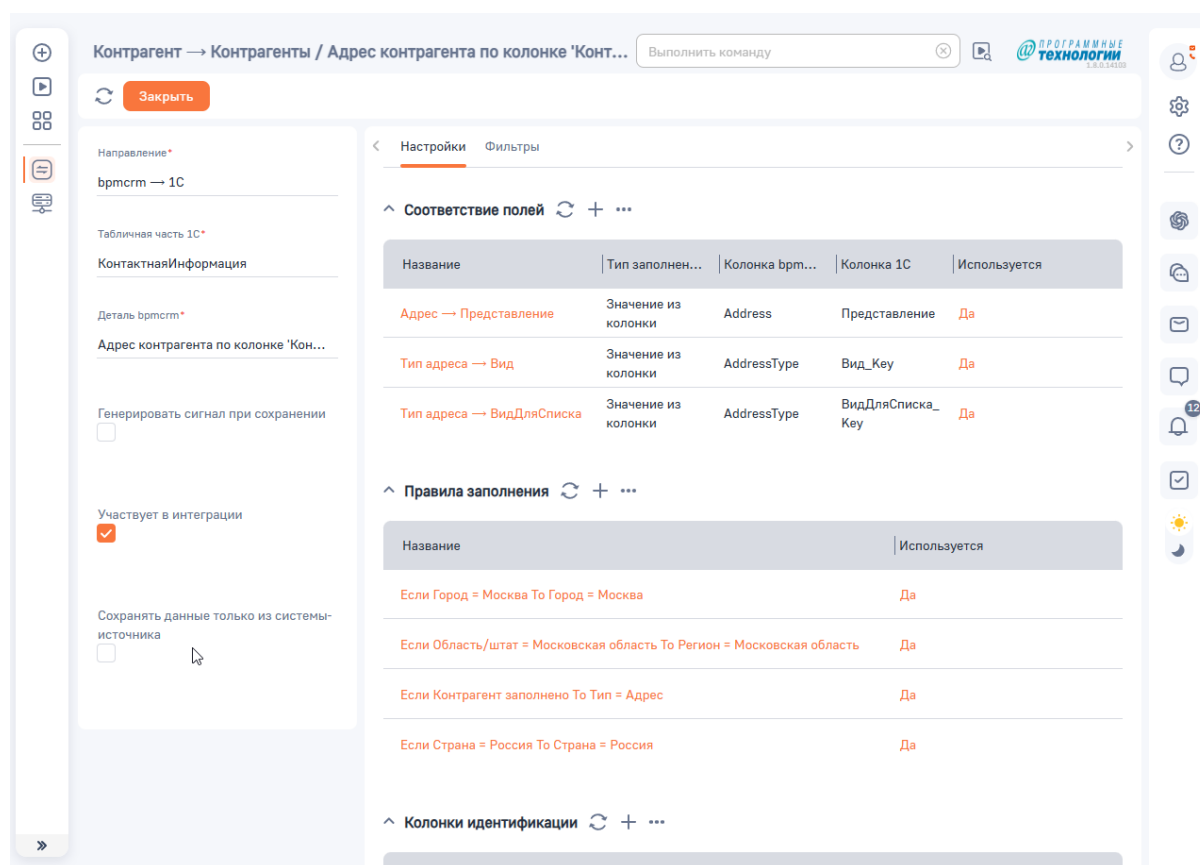 Контрагент → Контрагенты / Адрес контрагента по колонке 'Конт...
Выполнить команду
@ ПРОГРАММНЫЕ
ТЕХНОЛОГИИ
1.8.0.14103
Закрыть
Направление*
bpmcrm → 1С
Табличная часть 1С*
КонтактнаяИнформация
Деталь bpmcrm*
Адрес контрагента по колонке 'Кон...
Генерировать сигнал при сохранении
Участвует в интеграции
Сохранять данные только из системы-
источника
Настройки Фильтры
Соответствие полей
Название Тип заполнен... Колонка bpm... Колонка 1С Используется
Адрес → Представление Значение из колонки Address Представление Да
Тип адреса → Вид Значение из колонки AddressType Вид_Key Да
Тип адреса → ВидДляСписка Значение из колонки AddressType ВидДляСписка_Key Да
Правила заполнения
Название Используется
Если Город = Москва То Город = Москва Да
Если Область/штат = Московская область То Регион = Московская область Да
Если Контрагент заполнено То Тип = Адрес Да
Если Страна = Россия То Страна = Россия Да
Колонки идентификации
12